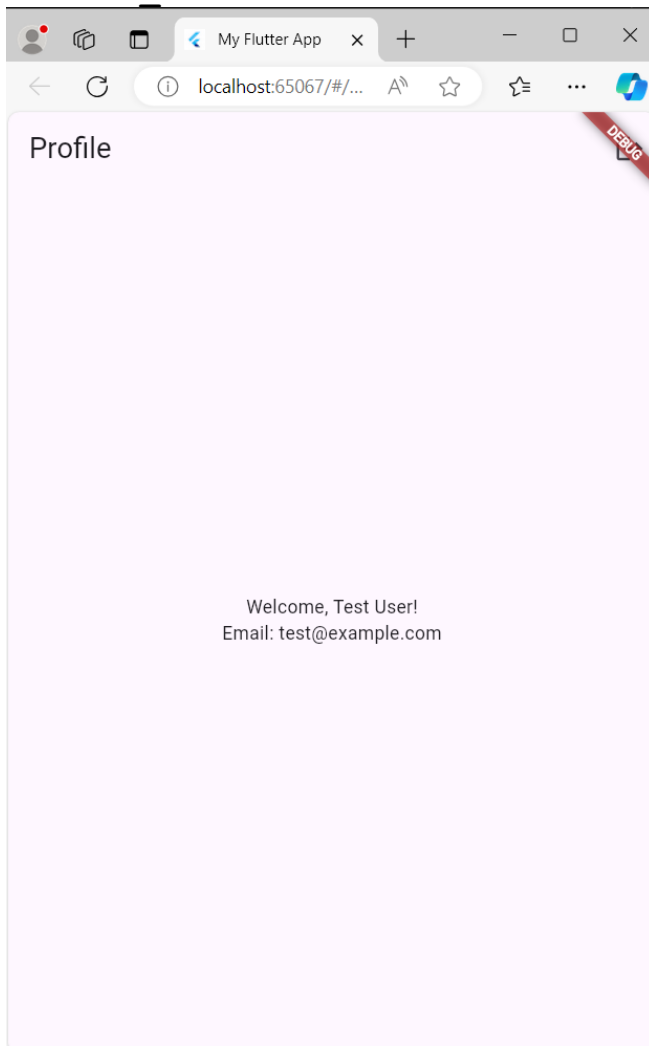 My Flutter App
localhost:65067/#/...
Profile
DEBUG
Welcome, Test User!
Email: test@example.com